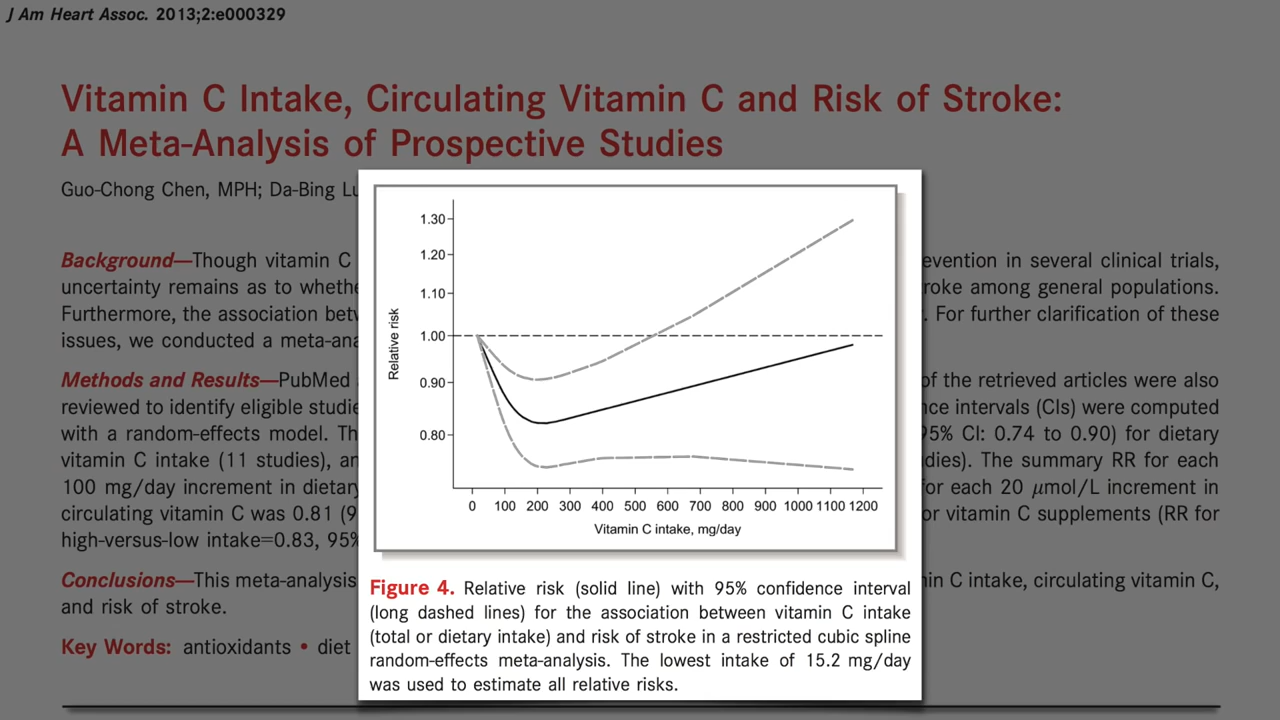 J Am Heart Assoc. 2013;2:e000329
Vitamin C Intake, Circulating Vitamin C and Risk of Stroke:
A Meta-Analysis of Prospective Studies
Guo-Chong Chen, MPH; Da-Bing
Background—Though vitamin C evention in several clinical trials,
uncertainty remains as to roke among general populations.
Furthermore, the association For further clarification of these
issues, we conducted a
Methods and Results—PubMed of the retrieved articles were also
reviewed to identify eligible nce intervals (CIs) were computed
with a random-effects model. 95% CI: 0.74 to 0.90) for dietary
vitamin C intake (11 studies), dies). The summary RR for each
100 mg/day increment in dietary for each 20 μmol/L increment in
circulating vitamin C was 0.81 or vitamin C supplements (RR for
high-versus-low intake=0.83, 95%
Conclusions—This meta-analysis in C intake, circulating vitamin C,
and risk of stroke.
Key Words: antioxidants • diet
1.30
1.20
1.10
1.00
0.90
0.80
Relative risk
0 100 200 300 400 500 600 700 800 900 1000 1100 1200
Vitamin C intake, mg/day
Figure 4. Relative risk (solid line) with 95% confidence interval
(long dashed lines) for the association between vitamin C intake
(total or dietary intake) and risk of stroke in a restricted cubic spline
random-effects meta-analysis. The lowest intake of 15.2 mg/day
was used to estimate all relative risks.